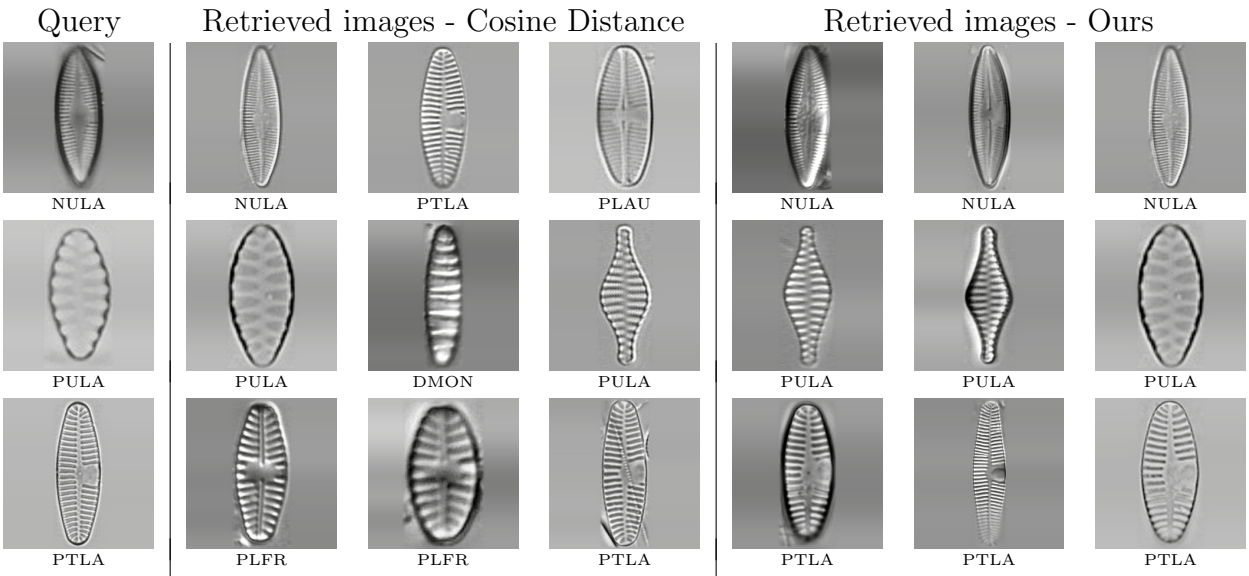 Query Retrieved images - Cosine Distance Retrieved images - Ours
NULA NULA PTLA PLAU NULA NULA NULA
PULA PULA DMON PULA PULA PULA PULA
PTLA PLFR PLFR PTLA PTLA PTLA PTLA